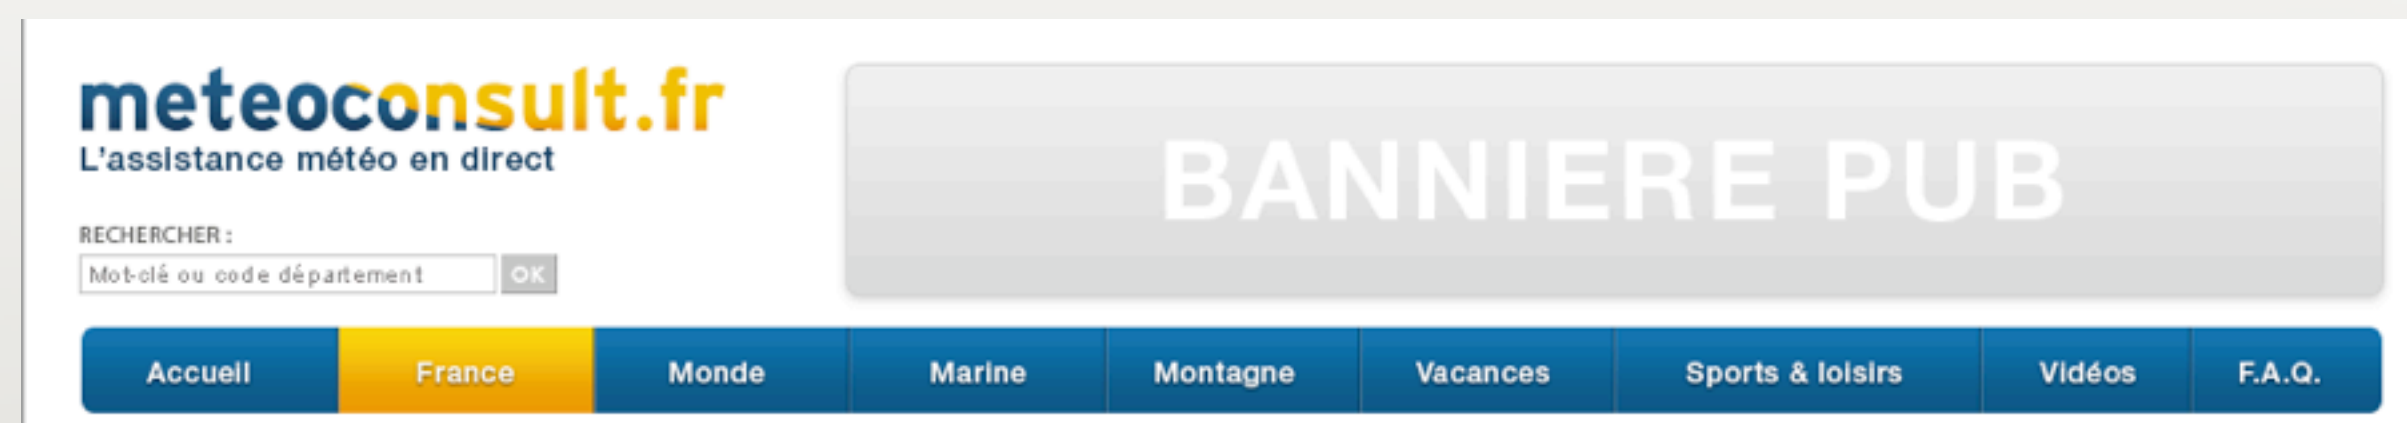 meteoconsult.fr
L'assistance météo en direct
BANNIERE PUB
RECHERCHER :
Mot-clé ou code département OK
Accueil France Monde Marine Montagne Vacances Sports & loisirs Vidéos F.A.Q.